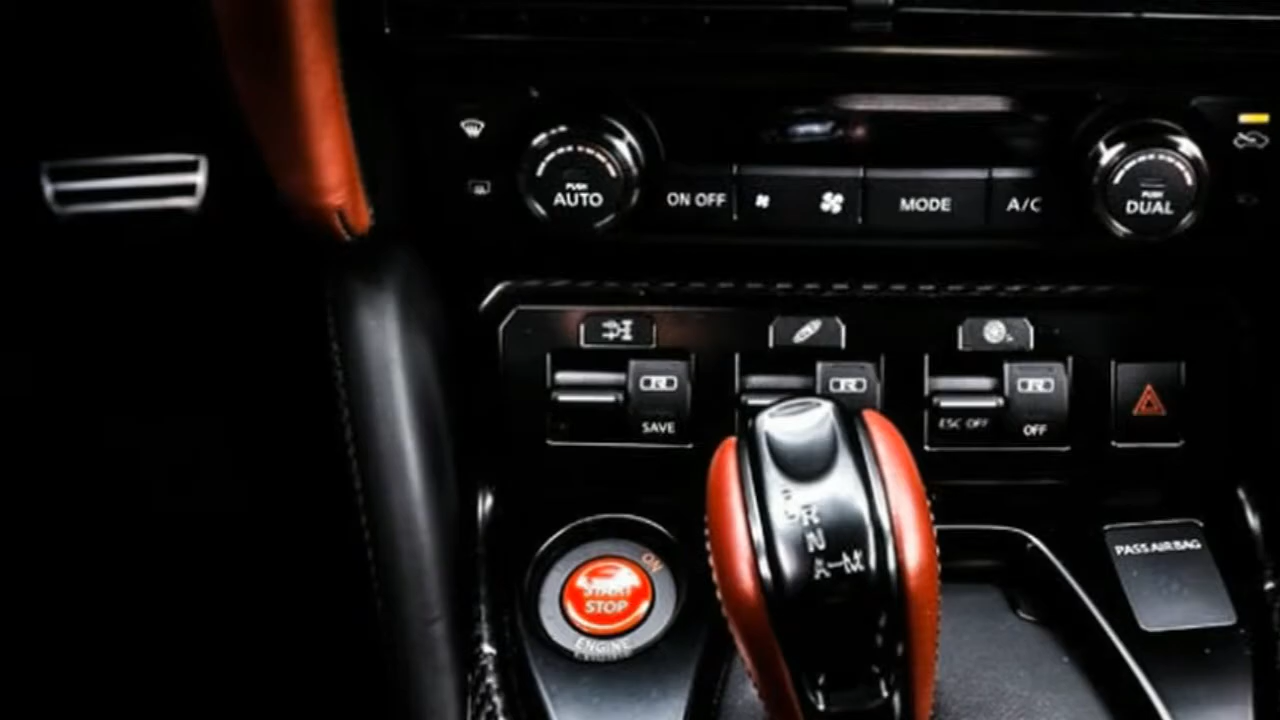 PUSH
AUTO
ON OFF
MODE
A/C
PUSH
DUAL
R
R
R
SAVE
ESC OFF
OFF
R
N
A-M
PASS AIRBAG
ON
START
STOP
ENGINE